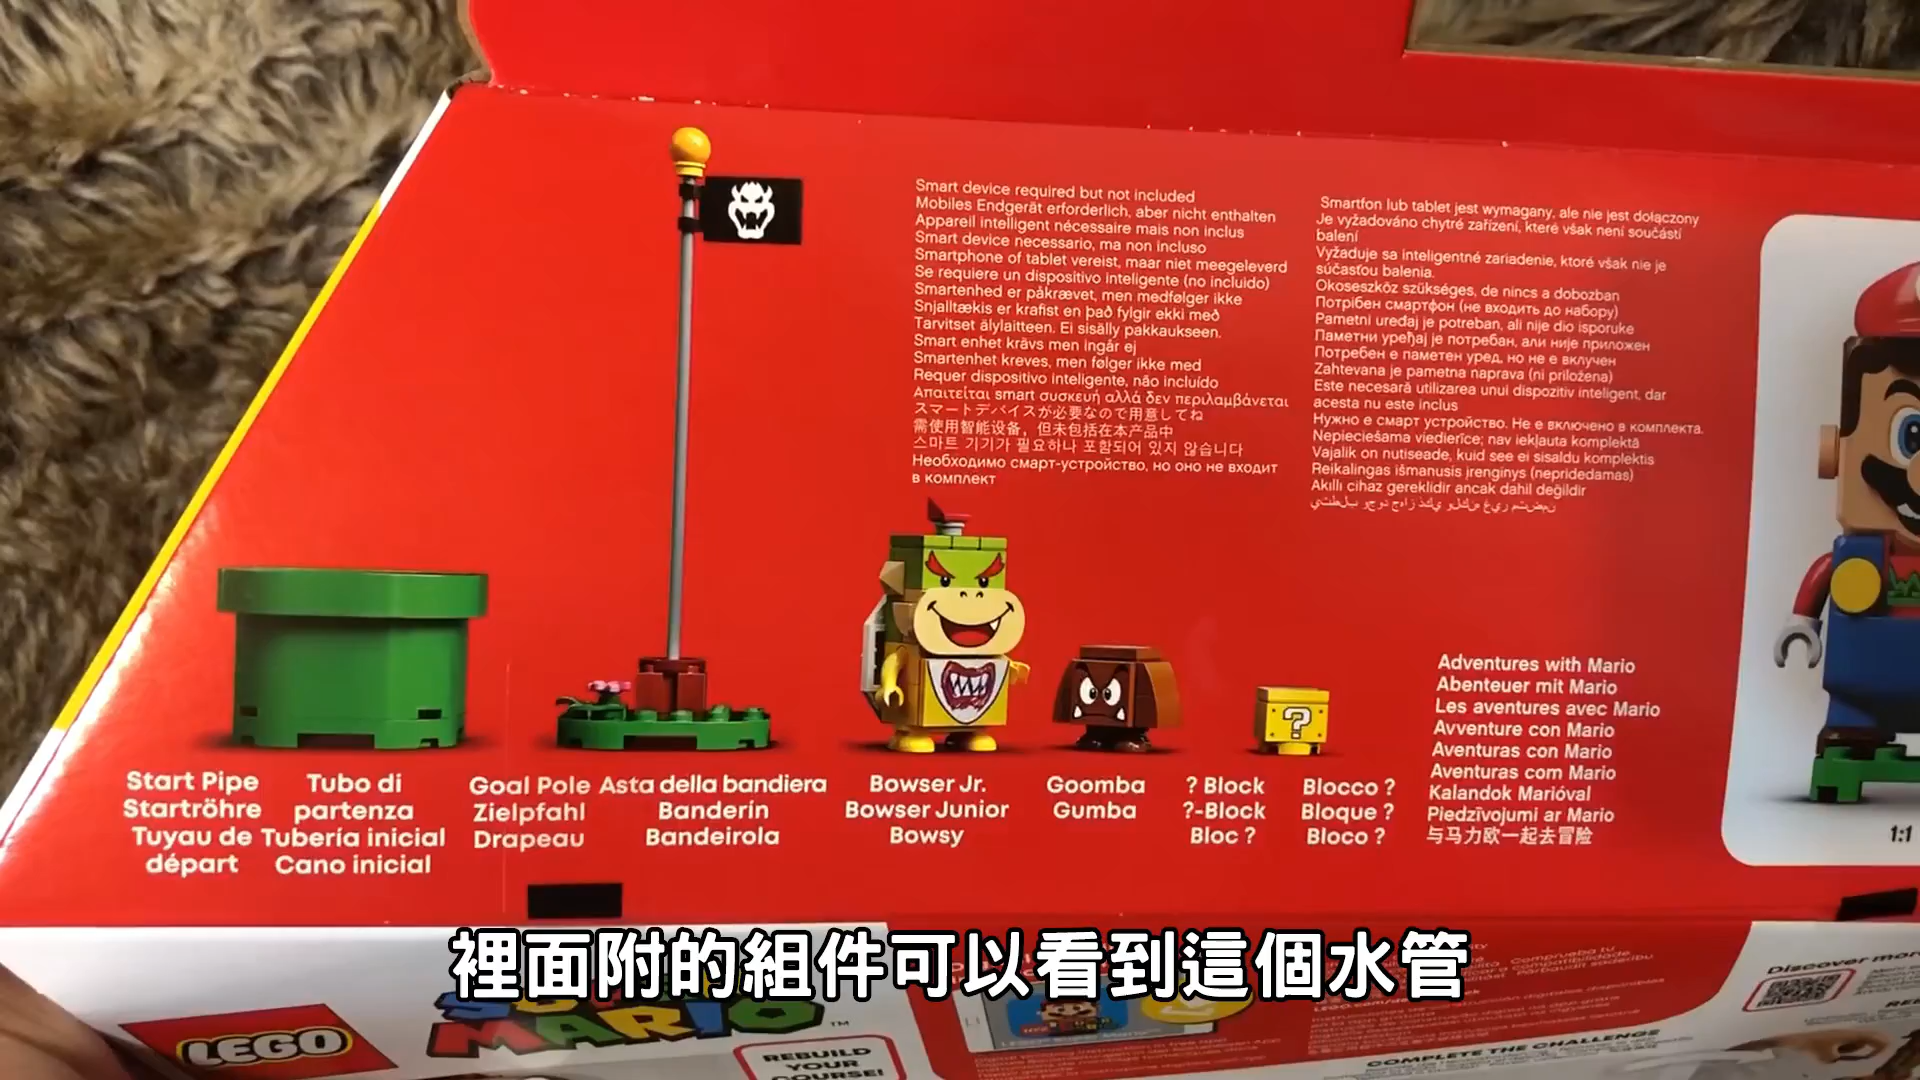 Smart device required but not included
Mobiles Endgerät erforderlich, aber nicht enthalten
Appareil intelligent nécessaire mais non inclus
Smart device necessario, ma non incluso
Smartphone of tablet vereist, maar niet meegeleverd
Se requiere un dispositivo inteligente (no incluido)
Smartenhed er påkrævet, men medfølger ikke
Snjalltækis er krafist en það fylgir ekki með
Tarvitset älylaitteen. Ei sisälly pakkaukseen.
Smart enhet krävs men ingår ej
Smartenhet kreves, men følger ikke med
Requer dispositivo inteligente, não incluído
Απαιτείται smart συσκευή αλλά δεν περιλαμβάνεται
スマートデバイスが必要なので用意してね
需使用智能设备，但未包括在本产品中
스마트 기기가 필요하나 포함되어 있지 않습니다
Необходимо смарт-устройство, но оно не входит
в комплект
Smartfon lub tablet jest wymagany, ale nie jest dołączony
Je vyžadováno chytré zařízení, které však není součástí
balení
Vyžaduje sa inteligentné zariadenie, ktoré však nie je
súčasťou balenia.
Okoseszköz szükséges, de nincs a dobozban
Потрібен смартфон (не входить до набору)
Pametni uređaj je potreban, ali nije dio isporuke
Паметни уређај је потребан, али није приложен
Потребен е паметен уред, но не е включен
Zahtevana je pametna naprava (ni priložena)
Este necesară utilizarea unui dispozitiv inteligent, dar
acesta nu este inclus
Нужно е смарт устройство. Не е включено в комплекта.
Nepieciešama viedierīce; nav iekļauta komplektā
Vajalik on nutiseade, kuid see ei sisaldu komplektis
Reikalingas išmanusis įrenginys (nepridedamas)
Akıllı cihaz gereklidir ancak dahil değildir
Start Pipe
Startröhre
Tuyau de
départ
Tubo di
partenza
Tubería inicial
Cano inicial
Goal Pole
Zielpfahl
Drapeau
Asta della bandiera
Banderín
Bandeirola
Bowser Jr.
Bowser Junior
Bowsy
Goomba
Gumba
? Block
?-Block
Bloc ?
Blocco ?
Bloque ?
Bloco ?
Adventures with Mario
Abenteuer mit Mario
Les aventures avec Mario
Avventure con Mario
Aventuras con Mario
Aventuras com Mario
Kalandok Marióval
Piedzīvojumi ar Mario
与马力欧一起去冒险
1:1
裡面附的組件可以看到這個水管
LEGO
MARIO
TM
REBUILD
YOUR
COURSE!
Discover more
COMPLETE THE CHALLENGE